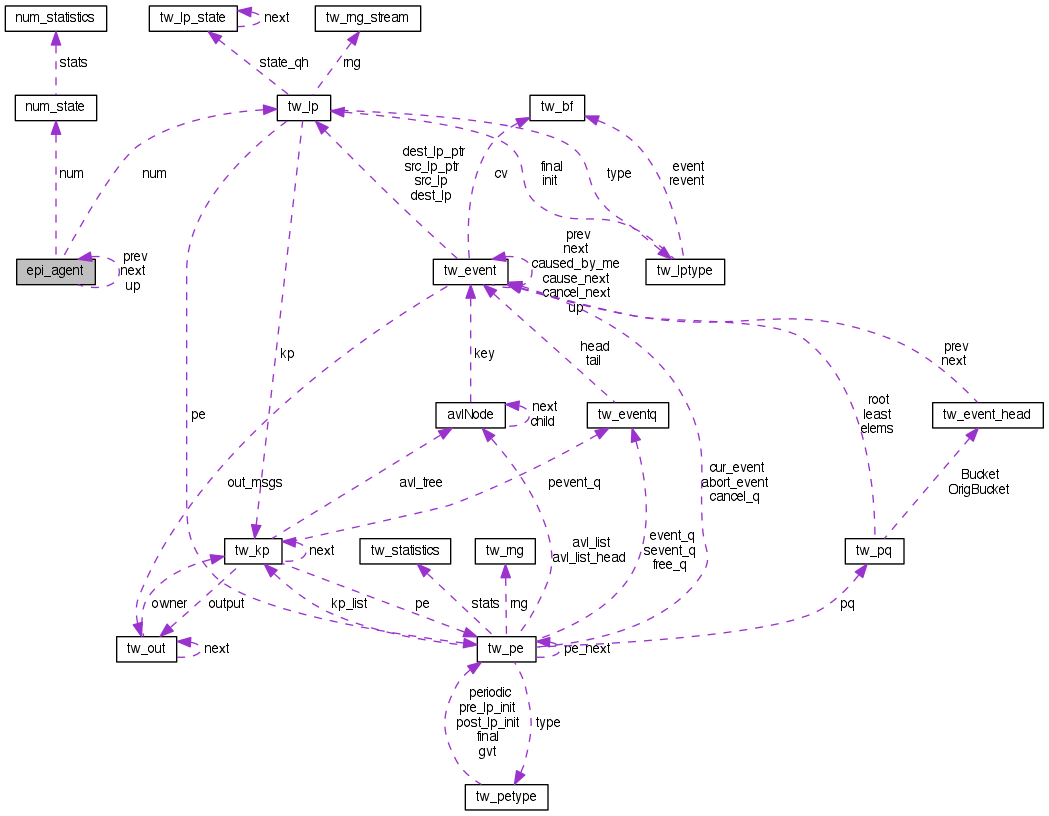 num_statistics
tw_lp_state
next
tw_rng_stream
stats
state_qh
rng
num_state
tw_lp
tw_bf
num
num
dest_lp_ptr
src_lp_ptr
src_lp
dest_lp
cv
final
init
type
event
revent
epi_agent
prev
next
up
tw_event
prev
next
caused_by_me
cause_next
cancel_next
up
tw_lptype
kp
key
head
tail
prev
next
pe
avlNode
next
child
tw_eventq
root
least
elems
tw_event_head
out_msgs
avl_tree
pevent_q
cur_event
abort_event
cancel_q
Bucket
OrigBucket
tw_kp
next
tw_statistics
tw_rng
avl_list
avl_list_head
event_q
sevent_q
free_q
tw_pq
owner
output
kp_list
pe
stats
rng
pq
tw_out
next
tw_pe
pe_next
periodic
pre_lp_init
post_lp_init
final
gvt
type
tw_petype